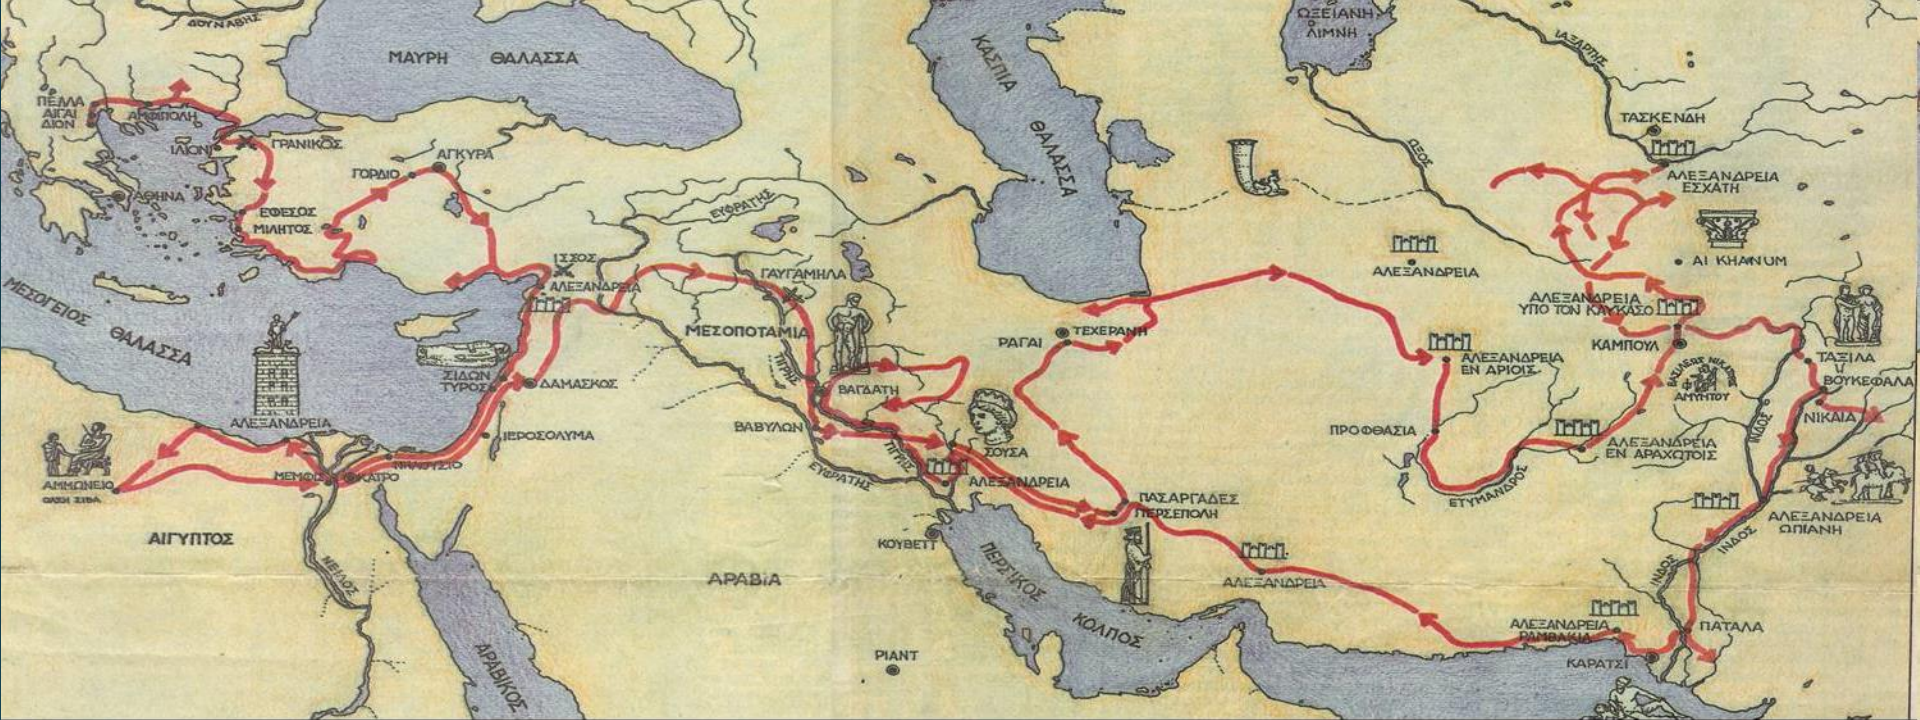 ΔΟΥΝΑΒΗΣ
ΜΑΥΡΗ ΘΑΛΑΣΣΑ
ΚΑΣΠΙΑ
ΘΑΛΑΣΣΑ
ΩΞΕΙΑΝΗ
ΛΙΜΝΗ
ΙΑΞΑΡΤΗΣ
ΩΞΟΣ
ΤΑΣΚΕΝΔΗ
ΠΕΛΛΑ
ΑΙΓΑΙ
ΔΙΟΝ
ΑΜΦΙΠΟΛΗ
ΙΛΙΟΝ
ΓΡΑΝΙΚΟΣ
ΑΓΚΥΡΑ
ΓΟΡΔΙΟ
ΑΘΗΝΑ
ΕΦΕΣΟΣ
ΜΙΛΗΤΟΣ
ΕΥΦΡΑΤΗΣ
ΑΛΕΞΑΝΔΡΕΙΑ
ΕΣΧΑΤΗ
ΑΙ ΚΗΑΝUΜ
ΙΣΣΟΣ
ΑΛΕΞΑΝΔΡΕΙΑ
ΓΑΥΓΑΜΗΛΑ
ΑΛΕΞΑΝΔΡΕΙΑ
ΜΕΣΟΓΕΙΟΣ ΘΑΛΑΣΣΑ
ΜΕΣΟΠΟΤΑΜΙΑ
ΤΙΓΡΗΣ
ΡΑΓΑΙ
ΤΕΧΕΡΑΝΗ
ΑΛΕΞΑΝΔΡΕΙΑ
ΥΠΟ ΤΟΝ ΚΑΥΚΑΣΟ
ΚΑΜΠΟΥΛ
ΑΛΕΞΑΝΔΡΕΙΑ
ΕΝ ΑΡΙΟΙΣ
ΤΑΞΙΛΑ
ΒΟΥΚΕΦΑΛΑ
ΝΙΚΑΙΑ
ΑΜΥΝΤΟΥ
ΣΙΔΩΝ
ΤΥΡΟΣ
ΔΑΜΑΣΚΟΣ
ΒΑΓΔΑΤΗ
ΒΑΒΥΛΩΝ
ΙΕΡΟΣΟΛΥΜΑ
ΑΛΕΞΑΝΔΡΕΙΑ
ΣΟΥΣΑ
ΤΙΓΡΗΣ
ΕΥΦΡΑΤΗΣ
ΑΛΕΞΑΝΔΡΕΙΑ
ΠΡΟΦΘΑΣΙΑ
ΑΛΕΞΑΝΔΡΕΙΑ
ΕΝ ΑΡΑΧΩΤΟΙΣ
ΕΤΥΜΑΝΔΡΟΣ
ΙΝΔΟΣ
ΑΜΜΩΝΕΙΟ
ΟΑΣΗ ΣΙΒΑ
ΜΕΜΦΙΣ
ΚΑΙΡΟ
ΠΗΛΟΥΣΙΟ
ΑΙΓΥΠΤΟΣ
ΝΕΙΛΟΣ
ΑΡΑΒΙΚΟΣ
ΑΡΑΒΙΑ
ΚΟΥΒΕΙΤ
ΡΙΑΝΤ
ΠΕΡΣΙΚΟΣ
ΚΟΛΠΟΣ
ΠΑΣΑΡΓΑΔΕΣ
ΠΕΡΣΕΠΟΛΗ
ΑΛΕΞΑΝΔΡΕΙΑ
ΑΛΕΞΑΝΔΡΕΙΑ
ΩΠΙΑΝΗ
ΙΝΔΟΣ
ΙΝΔΟΣ
ΑΛΕΞΑΝΔΡΕΙΑ
ΡΑΜΒΑΚΙΑ
ΠΑΤΑΛΑ
ΚΑΡΑΤΣΙ